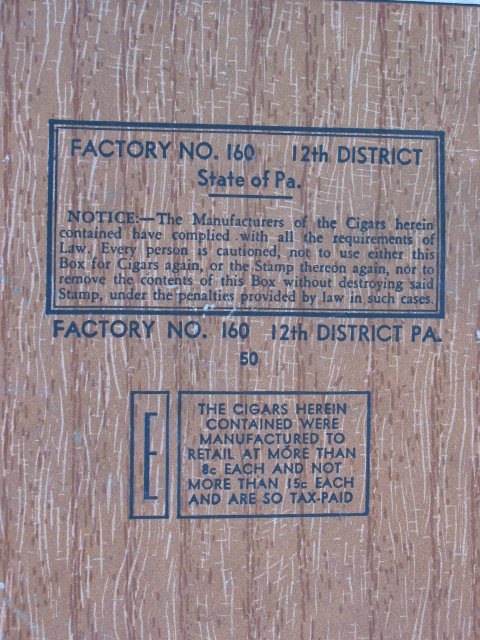 FACTORY NO. 160 12th DISTRICT
State of Pa.
NOTICE:—The Manufacturers of the Cigars herein
contained have complied with all the requirements of
Law. Every person is cautioned, not to use either this
Box for Cigars again, or the Stamp thereon again, nor to
remove the contents of this Box without destroying said
Stamp, under the penalties provided by law in such cases.
FACTORY NO. 160 12th DISTRICT PA.
50
E
THE CIGARS HEREIN
CONTAINED WERE
MANUFACTURED TO
RETAIL AT MORE THAN
8c EACH AND NOT
MORE THAN 15c EACH
AND ARE SO TAX-PAID